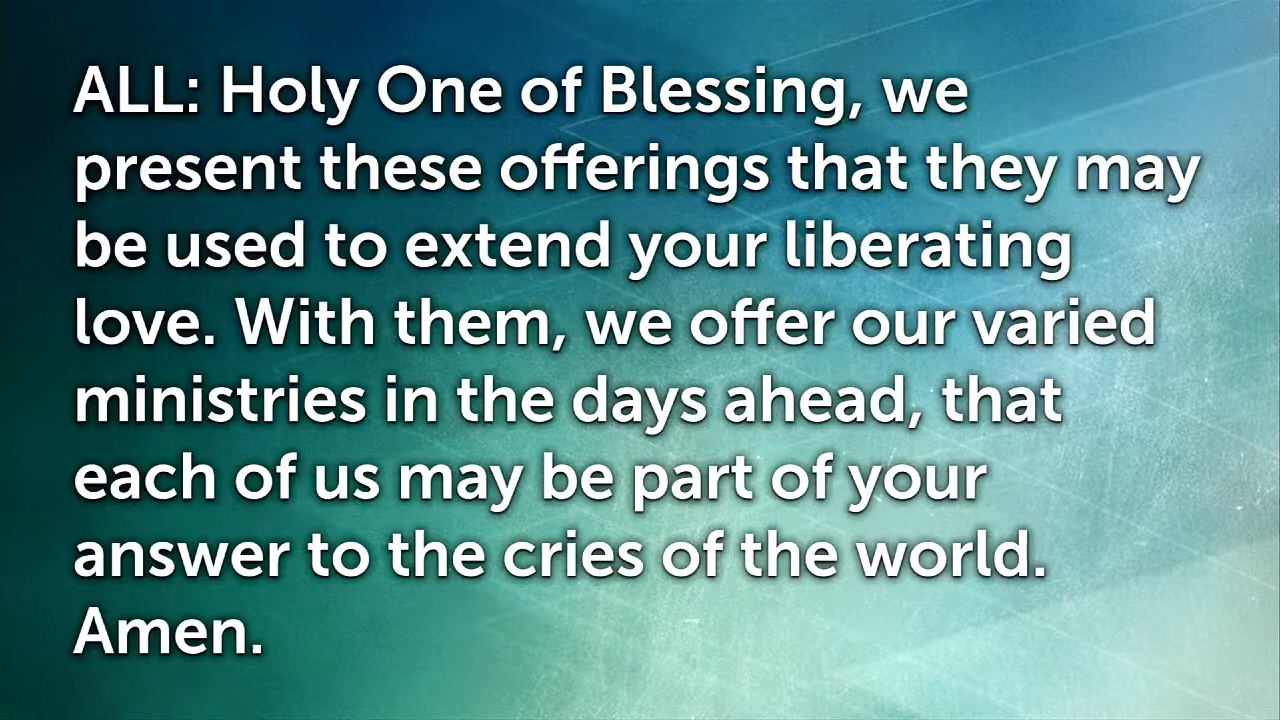 ALL: Holy One of Blessing, we
present these offerings that they may
be used to extend your liberating
love. With them, we offer our varied
ministries in the days ahead, that
each of us may be part of your
answer to the cries of the world.
Amen.